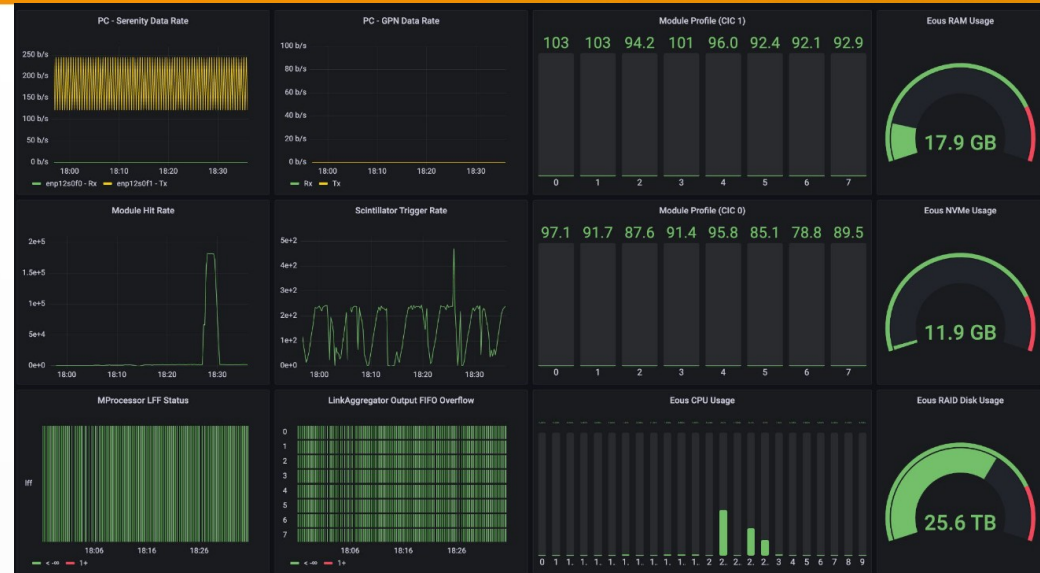 PC - Serenity Data Rate
250 b/s
200 b/s
150 b/s
100 b/s
50 b/s
0 b/s
18:00 18:10 18:20 18:30
enp12s0f0 - Rx enp12s0f1 - Tx
PC - GPN Data Rate
100 b/s
80 b/s
60 b/s
40 b/s
20 b/s
0 b/s
18:00 18:10 18:20 18:30
Rx Tx
Module Profile (CIC 1)
103 103 94.2 101 96.0 92.4 92.1 92.9
0 1 2 3 4 5 6 7
Eous RAM Usage
17.9 GB
Module Hit Rate
2e+5
1.5e+5
1e+5
5e+4
0e+0
18:00 18:10 18:20 18:30
Scintillator Trigger Rate
5e+2
4e+2
3e+2
2e+2
1e+2
0e+0
18:00 18:10 18:20 18:30
Module Profile (CIC 0)
97.1 91.7 87.6 91.4 95.8 85.1 78.8 89.5
0 1 2 3 4 5 6 7
Eous NVMe Usage
11.9 GB
MProcessor LFF Status
lff
18:06 18:16 18:26
< -∞ 1+
LinkAggregator Output FIFO Overflow
0
1
2
3
4
5
6
7
18:06 18:16 18:26
< -∞ 1+
Eous CPU Usage
0 1 1. 1. 1. 1. 1. 1. 1. 1. 1. 1. 2 2. 2. 2. 2. 3 4 5 6 7 8 9
Eous RAID Disk Usage
25.6 TB